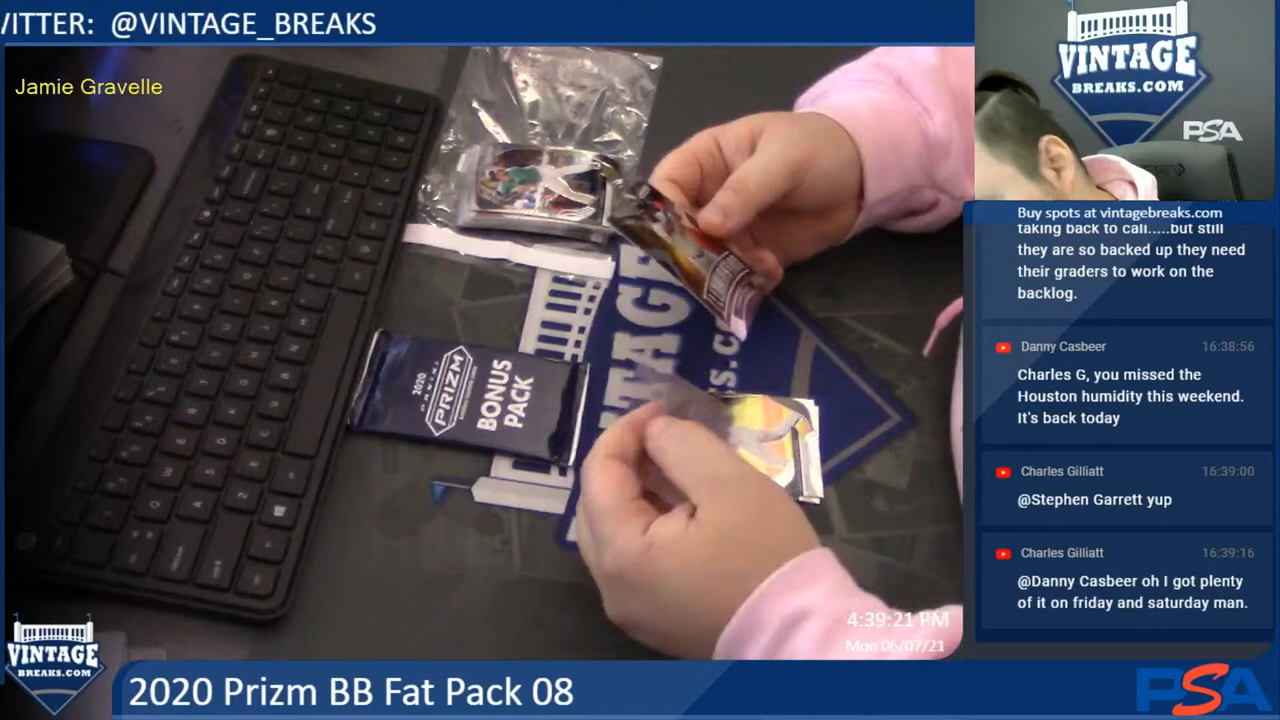 VITTER: @VINTAGE_BREAKS
Jamie Gravelle
VINTAGE
BREAKS.COM
PSA
Buy spots at vintagebreaks.com
taking back to cali.....but still
they are so backed up they need
their graders to work on the
backlog.
Danny Casbeer 16:38:56
Charles G, you missed the
Houston humidity this weekend.
It's back today
Charles Gilliatt 16:39:00
@Stephen Garrett yup
Charles Gilliatt 16:39:16
@Danny Casbeer oh I got plenty
of it on friday and saturday man.
2020
PANINI
PRIZM
BONUS
PACK
4:39:21 PM
Mon 06/07/21
VINTAGE
BREAKS.COM
2020 Prizm BB Fat Pack 08
PSA